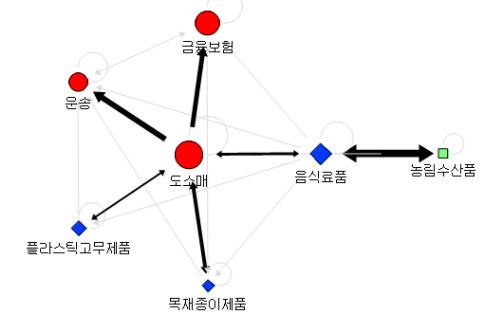 금융보험
운송
도소매
음식료품
농림수산품
플라스틱고무제품
목재종이제품